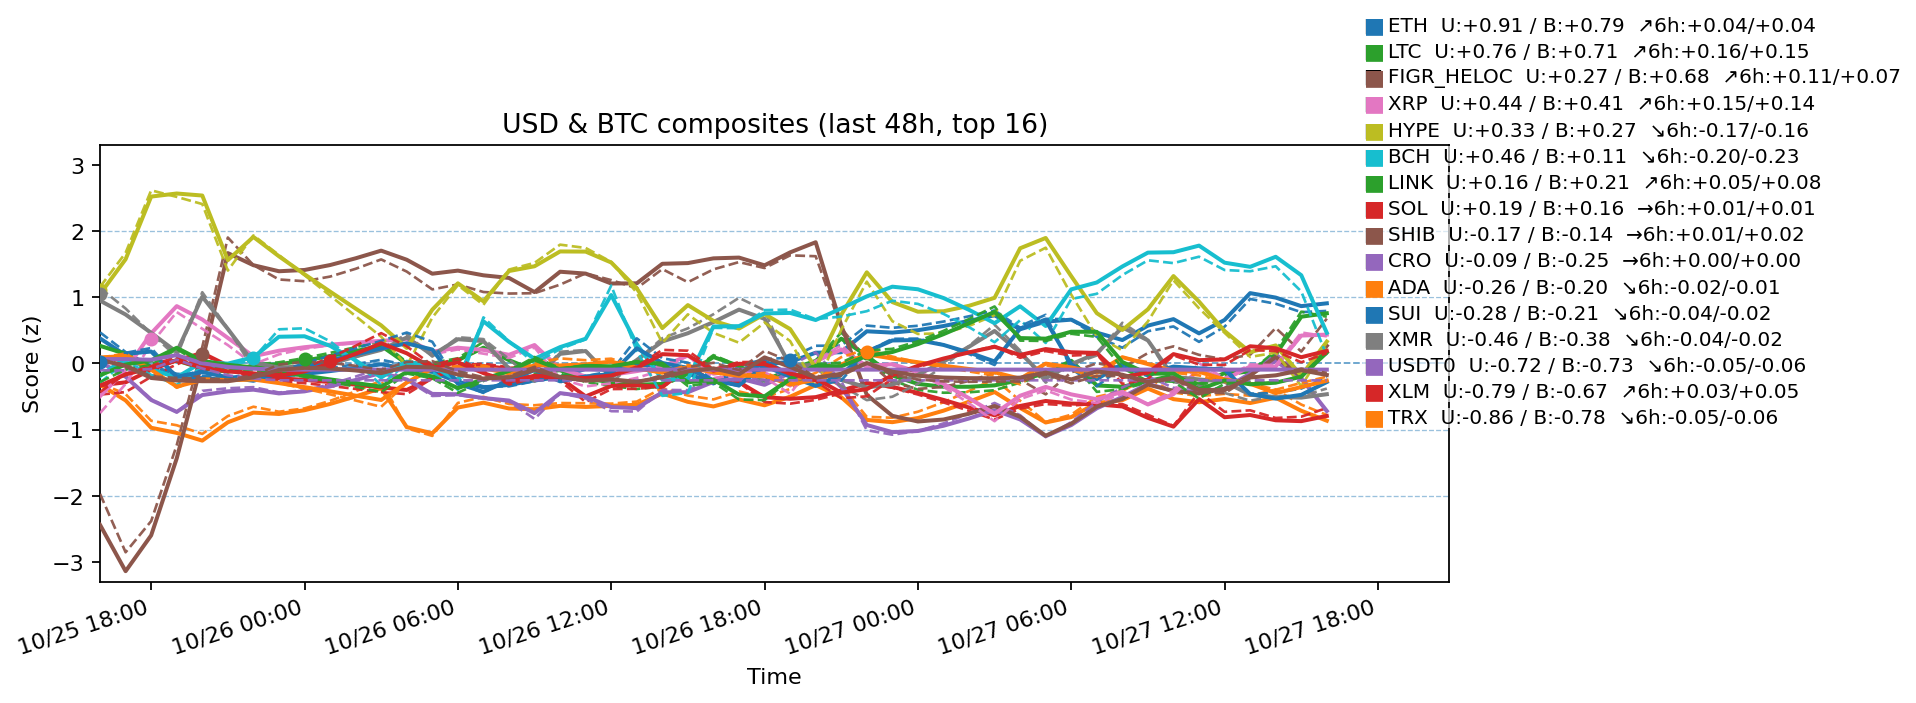 ETH U:+0.91 / B:+0.79 ↗6h:+0.04/+0.04
LTC U:+0.76 / B:+0.71 ↗6h:+0.16/+0.15
FIGR_HELOC U:+0.27 / B:+0.68 ↗6h:+0.11/+0.07
XRP U:+0.44 / B:+0.41 ↗6h:+0.15/+0.14
HYPE U:+0.33 / B:+0.27 ↘6h:-0.17/-0.16
BCH U:+0.46 / B:+0.11 ↘6h:-0.20/-0.23
LINK U:+0.16 / B:+0.21 ↗6h:+0.05/+0.08
SOL U:+0.19 / B:+0.16 →6h:+0.01/+0.01
SHIB U:-0.17 / B:-0.14 →6h:+0.01/+0.02
CRO U:-0.09 / B:-0.25 →6h:+0.00/+0.00
ADA U:-0.26 / B:-0.20 ↘6h:-0.02/-0.01
SUI U:-0.28 / B:-0.21 ↘6h:-0.04/-0.02
XMR U:-0.46 / B:-0.38 ↘6h:-0.04/-0.02
USDT0 U:-0.72 / B:-0.73 ↘6h:-0.05/-0.06
XLM U:-0.79 / B:-0.67 ↗6h:+0.03/+0.05
TRX U:-0.86 / B:-0.78 ↘6h:-0.05/-0.06
USD & BTC composites (last 48h, top 16)
Score (z)
3
2
1
0
−1
−2
−3
10/25 18:00
10/26 00:00
10/26 06:00
10/26 12:00
10/26 18:00
10/27 00:00
10/27 06:00
10/27 12:00
10/27 18:00
Time